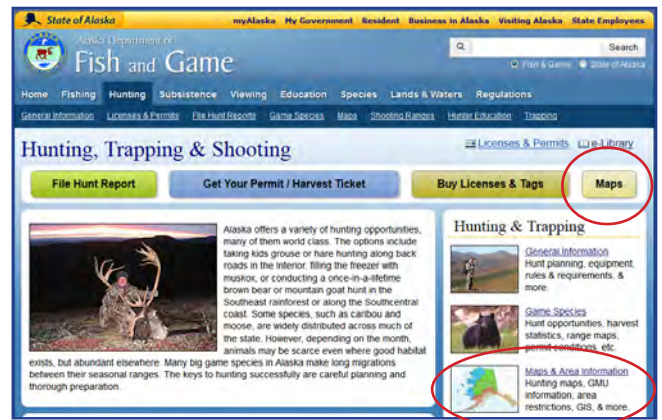 State of Alaska
myAlaska My Government Resident Business in Alaska Visiting Alaska State Employees
Alaska Department of
Fish and Game
Search
Fish & Game State of Alaska
Home Fishing Hunting Subsistence Viewing Education Species Lands & Waters Regulations
General Information Licenses & Permits File Hunt Reports Game Species Maps Shooting Ranges Hunter Education Trapping
Hunting, Trapping & Shooting
Licenses & Permits e-Library
File Hunt Report Get Your Permit / Harvest Ticket Buy Licenses & Tags Maps
Alaska offers a variety of hunting opportunities,
many of them world class. The options include
taking kids grouse or hare hunting along back
roads in the Interior, filling the freezer with
muskox, or conducting a once-in-a-lifetime
brown bear or mountain goat hunt in the
Southeast rainforest or along the Southcentral
coast. Some species, such as caribou and
moose, are widely distributed across much of
the state. However, depending on the month,
animals may be scarce even where good habitat
exists, but abundant elsewhere. Many big game species in Alaska make long migrations
between their seasonal ranges. The keys to hunting successfully are careful planning and
thorough preparation.
Hunting & Trapping
General Information
Hunt planning, equipment,
rules & requirements, &
more.
Game Species
Hunt opportunities, harvest
statistics, range maps,
permit conditions, etc.
Maps & Area Information
Hunting maps, GMU
information, area
restrictions, GIS, & more.